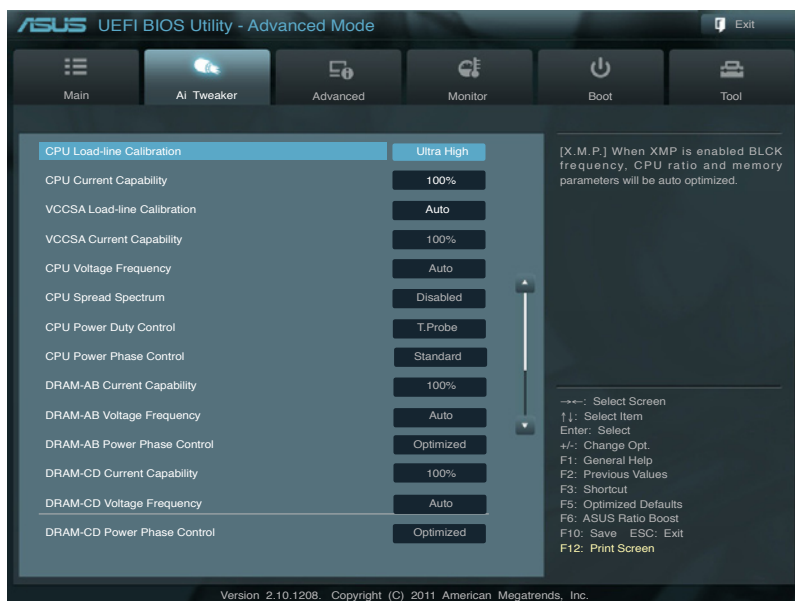 ASUS UEFI BIOS Utility - Advanced Mode
Exit
Main
Ai Tweaker
Advanced
Monitor
Boot
Tool
CPU Load-line Calibration Ultra High
CPU Current Capability 100%
VCCSA Load-line Calibration Auto
VCCSA Current Capability 100%
CPU Voltage Frequency Auto
CPU Spread Spectrum Disabled
CPU Power Duty Control T.Probe
CPU Power Phase Control Standard
DRAM-AB Current Capability 100%
DRAM-AB Voltage Frequency Auto
DRAM-AB Power Phase Control Optimized
DRAM-CD Current Capability 100%
DRAM-CD Voltage Frequency Auto
DRAM-CD Power Phase Control Optimized
[X.M.P.] When XMP is enabled BLCK
frequency, CPU ratio and memory
parameters will be auto optimized.
→←: Select Screen
↑↓: Select Item
Enter: Select
+/-: Change Opt.
F1: General Help
F2: Previous Values
F3: Shortcut
F5: Optimized Defaults
F6: ASUS Ratio Boost
F10: Save ESC: Exit
F12: Print Screen
Version 2.10.1208. Copyright (C) 2011 American Megatrends, Inc.